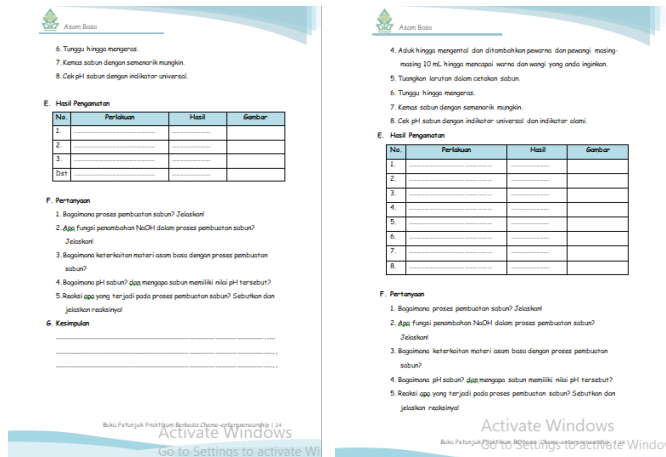 Asam Basa
6. Tunggu hingga mengeras.
7. Kemas sabun dengan semenarik mungkin.
8. Cek pH sabun dengan indikator universal.
E. Hasil Pengamatan
No. Perlakuan Hasil Gambar
1. ........................................ ...................
2. ........................................ ...................
3. ........................................ ...................
Dst ........................................ ...................
F. Pertanyaan
1. Bagaimana proses pembuatan sabun? Jelaskan!
2. Apa fungsi penambahan NaOH dalam proses pembuatan sabun?
Jelaskan!
3. Bagaimana keterkaitan materi asam basa dengan proses pembuatan
sabun?
4. Bagaimana pH sabun? dan mengapa sabun memiliki nilai pH tersebut?
5. Reaksi apa yang terjadi pada proses pembuatan sabun? Sebutkan dan
jelaskan reaksinya!
G. Kesimpulan
Buku Petunjuk Praktikum Berbasis Chemo-entrepreneurship | 24
Asam Basa
4. Aduk hingga mengental dan ditambahkan pewarna dan pewangi masing-
masing 10 mL hingga mencapai warna dan wangi yang anda inginkan.
5. Tuangkan larutan dalam cetakan sabun.
6. Tunggu hingga mengeras.
7. Kemas sabun dengan semenarik mungkin.
8. Cek pH sabun dengan indikator universal dan indikator alami.
E. Hasil Pengamatan
No. Perlakuan Hasil Gambar
1. ........................................ ...................
2. ........................................ ...................
3. ........................................ ...................
4. ........................................ ...................
5. ........................................ ...................
6. ........................................ ...................
7. ........................................ ...................
8. ........................................ ...................
F. Pertanyaan
1. Bagaimana proses pembuatan sabun? Jelaskan!
2. Apa fungsi penambahan NaOH dalam proses pembuatan sabun?
Jelaskan!
3. Bagaimana keterkaitan materi asam basa dengan proses pembuatan
sabun?
4. Bagaimana pH sabun? dan mengapa sabun memiliki nilai pH tersebut?
5. Reaksi apa yang terjadi pada proses pembuatan sabun? Sebutkan dan
jelaskan reaksinya!
Buku Petunjuk Praktikum Berbasis Chemo-entrepreneurship |
Activate Windows
Go to Settings to activate Wi
Activate Windows
Go to Settings to activate Windo